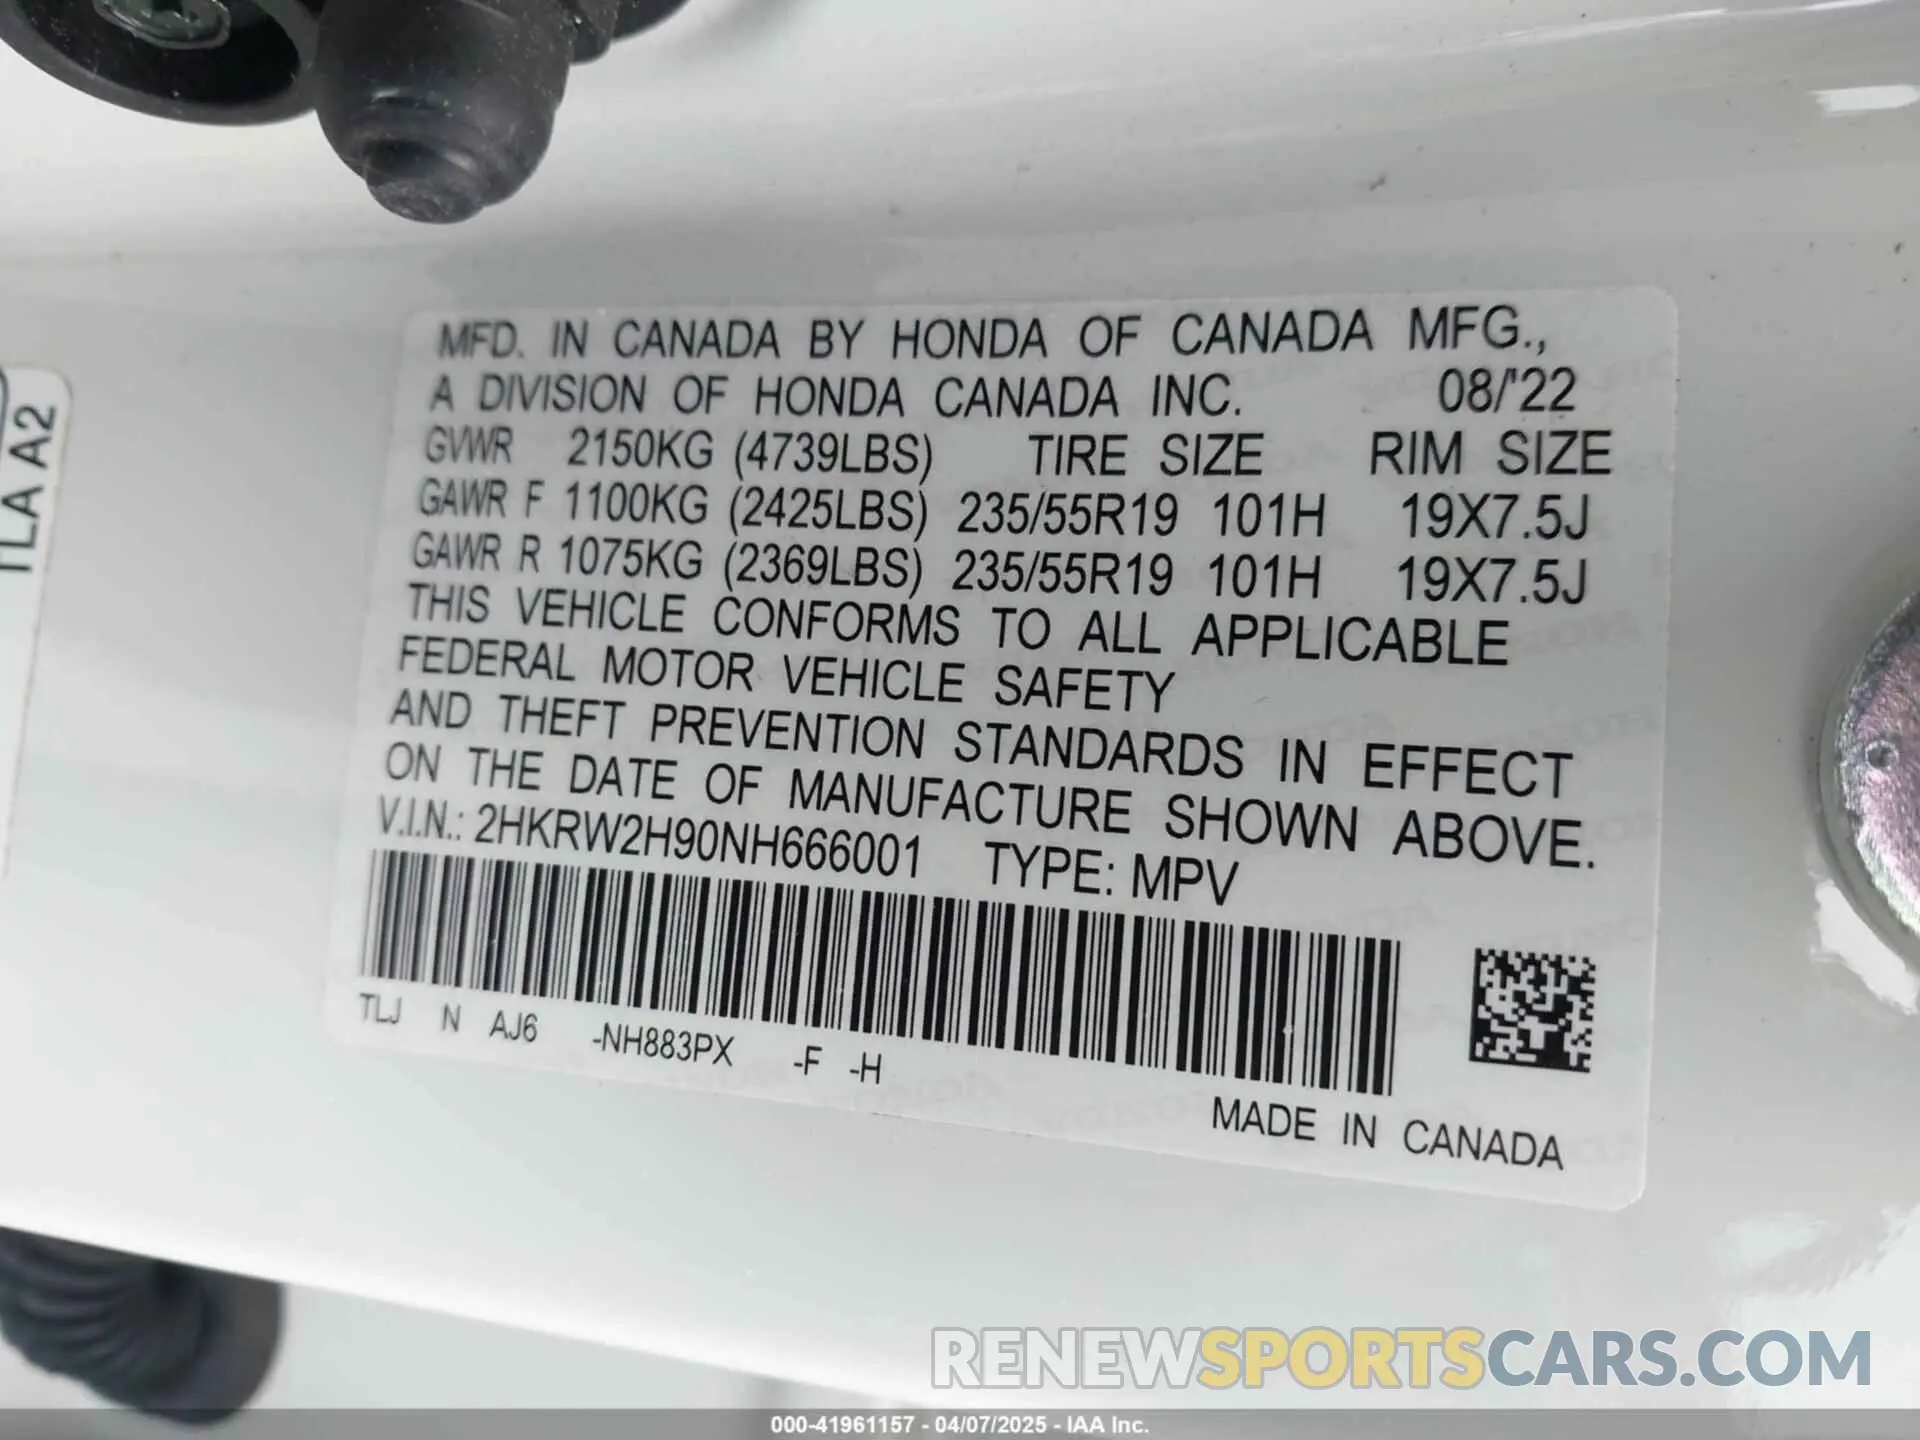 MFD. IN CANADA BY HONDA OF CANADA MFG.,
A DIVISION OF HONDA CANADA INC. 08/'22
GVWR 2150KG (4739LBS) TIRE SIZE RIM SIZE
GAWR F 1100KG (2425LBS) 235/55R19 101H 19X7.5J
GAWR R 1075KG (2369LBS) 235/55R19 101H 19X7.5J
THIS VEHICLE CONFORMS TO ALL APPLICABLE
FEDERAL MOTOR VEHICLE SAFETY
AND THEFT PREVENTION STANDARDS IN EFFECT
ON THE DATE OF MANUFACTURE SHOWN ABOVE.
V.I.N.: 2HKRW2H90NH666001 TYPE: MPV
TLJ N AJ6 -NH883PX -F -H
MADE IN CANADA
TLA A2
RENEWSPORTSCARS.COM
000-41961157 - 04/07/2025 - IAA Inc.